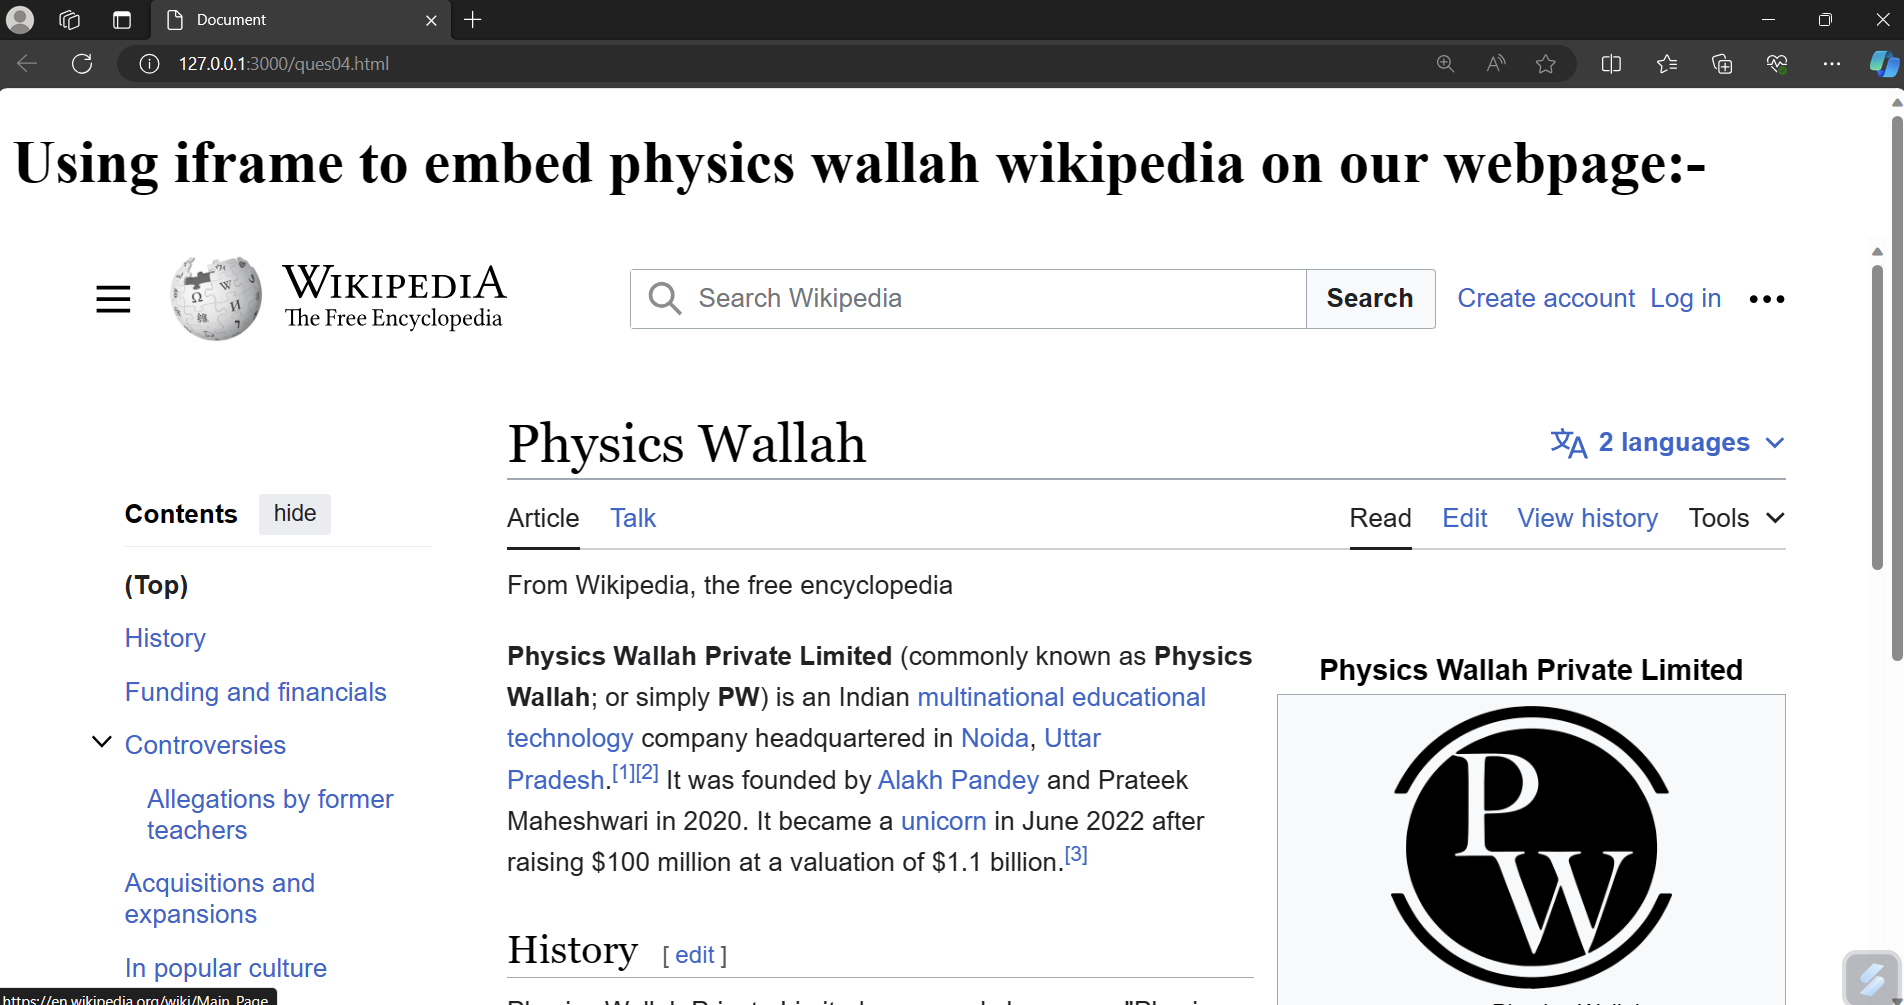 Document
127.0.0.1:3000/ques04.html
Using iframe to embed physics wallah wikipedia on our webpage:-
WIKIPEDIA
The Free Encyclopedia
Search Wikipedia
Search
Create account
Log in
Physics Wallah
2 languages
Contents
hide
Article
Talk
Read
Edit
View history
Tools
(Top)
History
Funding and financials
Controversies
Allegations by former
teachers
Acquisitions and
expansions
In popular culture
From Wikipedia, the free encyclopedia
Physics Wallah Private Limited (commonly known as Physics
Wallah; or simply PW) is an Indian multinational educational
technology company headquartered in Noida, Uttar
Pradesh.[1][2] It was founded by Alakh Pandey and Prateek
Maheshwari in 2020. It became a unicorn in June 2022 after
raising $100 million at a valuation of $1.1 billion.[3]
History [ edit ]
Physics Wallah Private Limited
PW
https://en.wikipedia.org/wiki/Main_Page